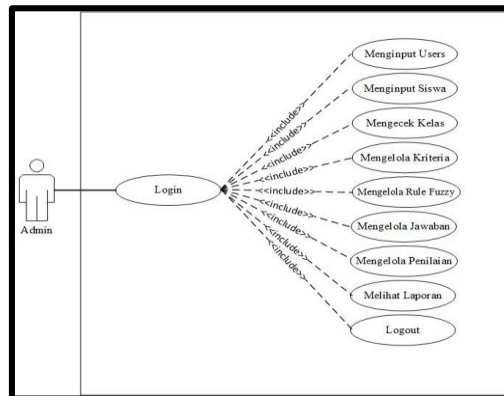 Menginput Users
Menginput Siswa
Mengecek Kelas
Mengelola Kriteria
Mengelola Rule Fuzzy
Mengelola Jawaban
Mengelola Penilaian
Melihat Laporan
Logout
<<include>>
<<include>>
<<include>>
<<include>>
<<include>>
<<include>>
<<include>>
<<include>>
<<include>>
Login
Admin